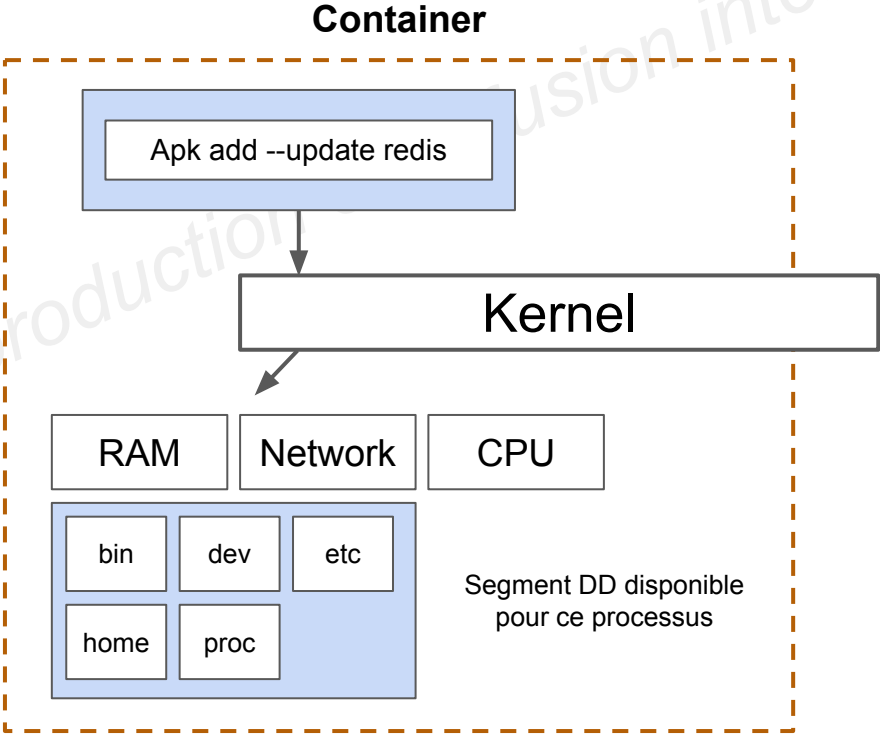 Container
Apk add --update redis
Kernel
RAM
Network
CPU
bin
dev
etc
home
proc
Segment DD disponible
pour ce processus